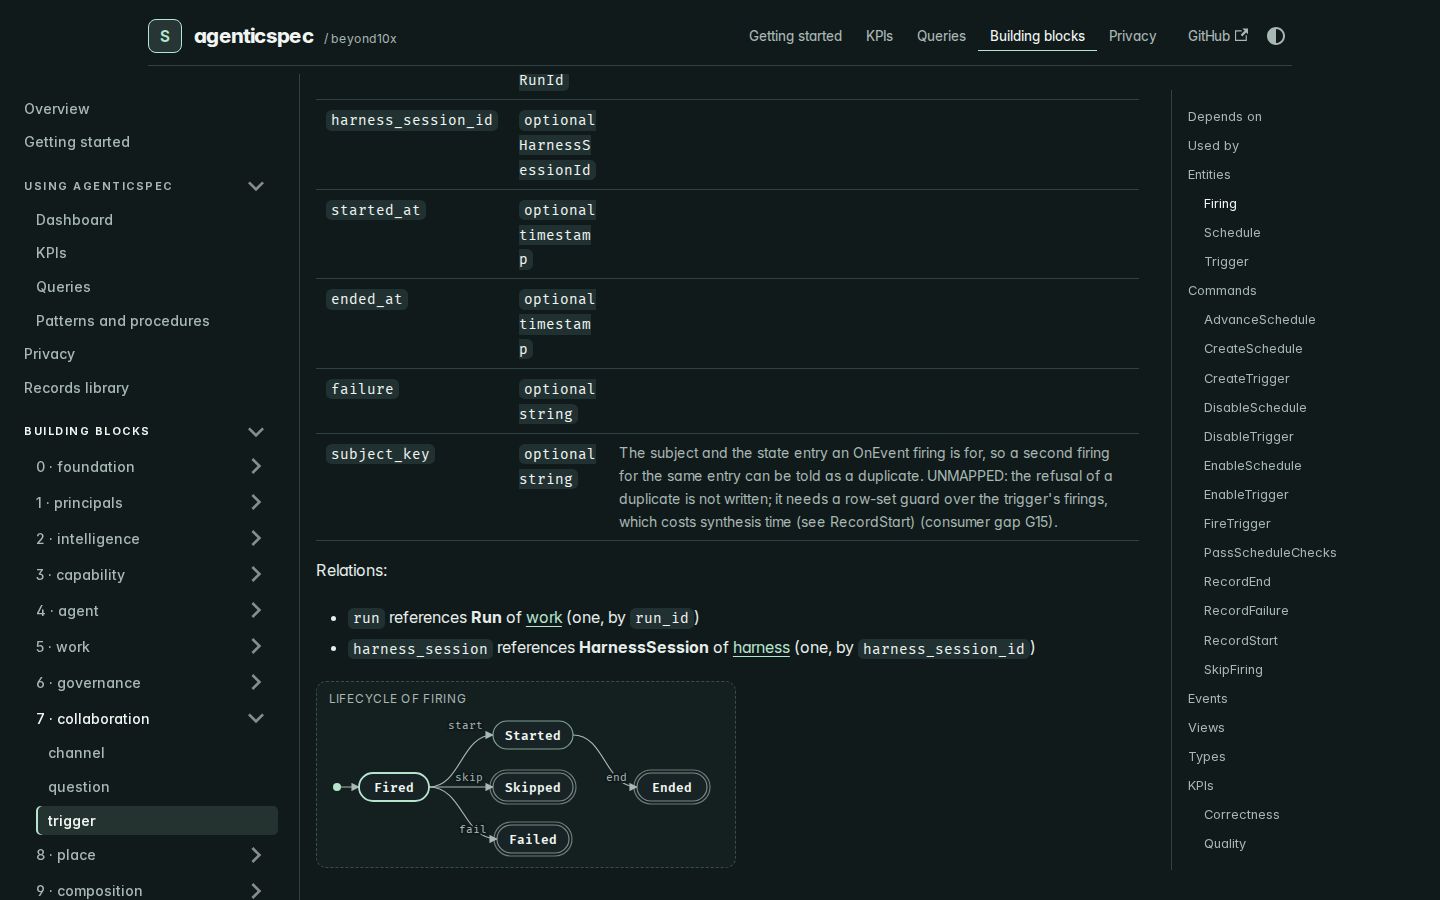 S agenticspec / beyond10x Getting started KPIs Queries Building blocks Privacy GitHub
Overview
Getting started
USING AGENTICSPEC
Dashboard
KPIs
Queries
Patterns and procedures
Privacy
Records library
BUILDING BLOCKS
0 · foundation
1 · principals
2 · intelligence
3 · capability
4 · agent
5 · work
6 · governance
7 · collaboration
channel
question
trigger
8 · place
9 · composition
RunId
harness_session_id optional
HarnessS
essionId
started_at optional
timestam
p
ended_at optional
timestam
p
failure optional
string
subject_key optional
string
The subject and the state entry an OnEvent firing is for, so a second firing
for the same entry can be told as a duplicate. UNMAPPED: the refusal of a
duplicate is not written; it needs a row-set guard over the trigger's firings,
which costs synthesis time (see RecordStart) (consumer gap G15).
Relations:
• run references Run of work (one, by run_id)
• harness_session references HarnessSession of harness (one, by harness_session_id)
LIFECYCLE OF FIRING
start Started
Fired skip Skipped end Ended
fail Failed
Depends on
Used by
Entities
Firing
Schedule
Trigger
Commands
AdvanceSchedule
CreateSchedule
CreateTrigger
DisableSchedule
DisableTrigger
EnableSchedule
EnableTrigger
FireTrigger
PassScheduleChecks
RecordEnd
RecordFailure
RecordStart
SkipFiring
Events
Views
Types
KPIs
Correctness
Quality